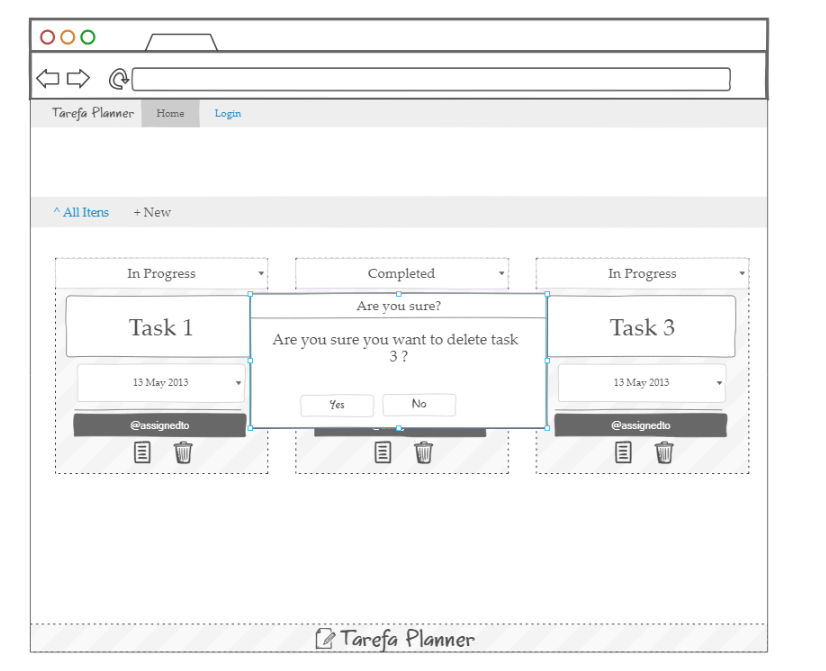 Tarefa Planner Home Login
^ All Itens + New
In Progress Completed In Progress
Are you sure?
Task 1 Task 3
Are you sure you want to delete task
3 ?
13 May 2013 13 May 2013
Yes No
@assignedto @assignedto
Tarefa Planner